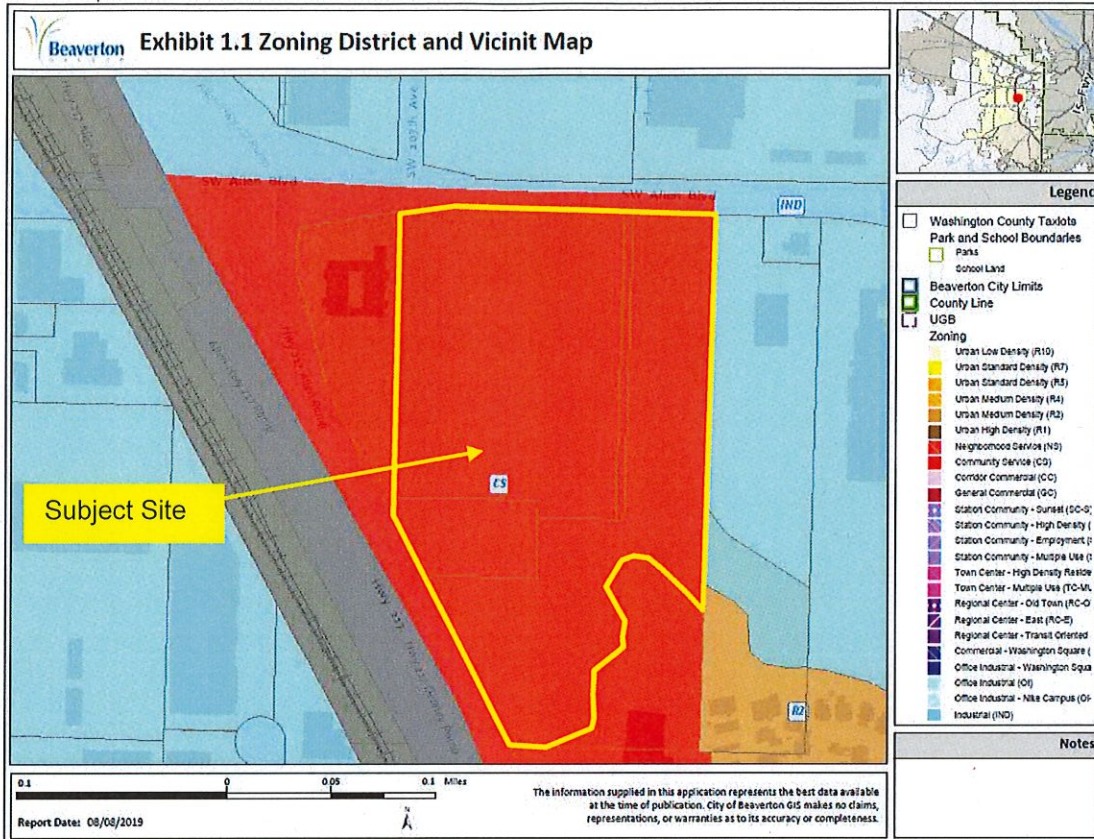 Beaverton
OREGON
Exhibit 1.1 Zoning District and Vicinit Map
SW Allen Blvd
SW Allen Blvd
SW 107th Ave
IND
CS
R2
Subject Site
Legend
Washington County Taxlots
Park and School Boundaries
Parks
School Land
Beaverton City Limits
County Line
UGB
Zoning
Urban Low Density (R10)
Urban Standard Density (R7)
Urban Standard Density (R5)
Urban Medium Density (R4)
Urban Medium Density (R2)
Urban High Density (R1)
Neighborhood Service (NS)
Community Service (CS)
Corridor Commercial (CC)
General Commercial (GC)
Station Community - Sunset (SC-S
Station Community - High Density (
Station Community - Employment (
Station Community - Multiple Use (
Town Center - High Density Reside
Town Center - Multiple Use (TC-MU
Regional Center - Old Town (RC-O
Regional Center - East (RC-E)
Regional Center - Transit Oriented
Commercial - Washington Square (
Office Industrial - Washington Squa
Office Industrial (OI)
Office Industrial - Nike Campus (OI-
Industrial (IND)
Notes
0.1 0 0.05 0.1 Miles
N
Report Date: 08/08/2019
The information supplied in this application represents the best data available
at the time of publication. City of Beaverton GIS makes no claims,
representations, or warranties as to its accuracy or completeness.